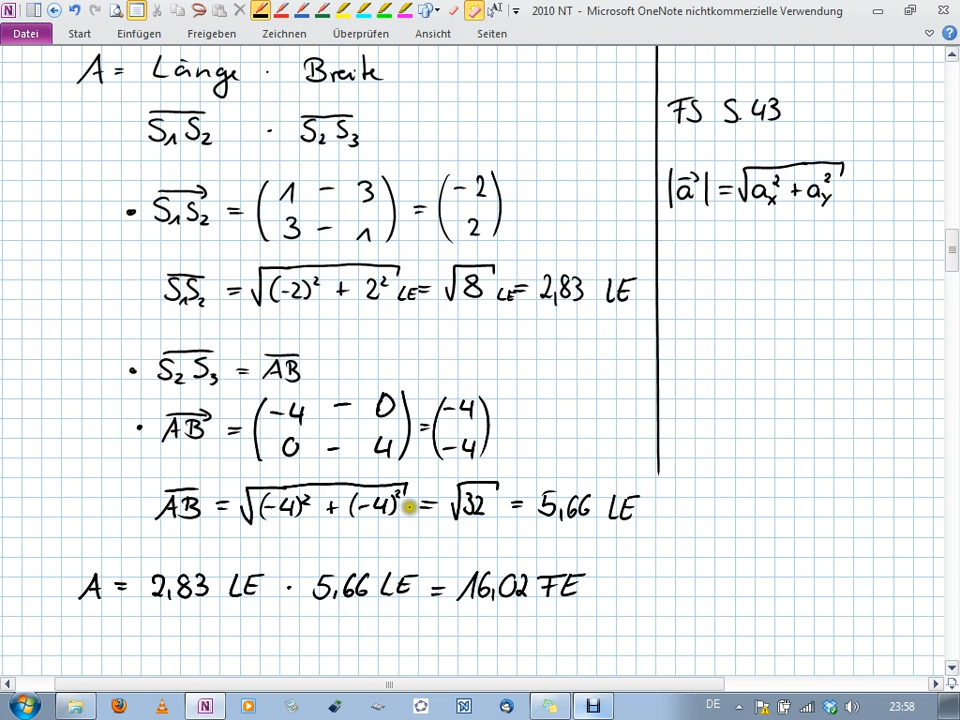 2010 NT - Microsoft OneNote nichtkommerzielle Verwendung
Datei Start Einfügen Freigeben Zeichnen Überprüfen Ansicht Seiten
A = Länge · Breite
S₁S₂ · S₂S₃
• S₁S₂ = (1 - 3 / 3 - 1) = (-2 / 2)
S₁S₂ = √(-2)² + 2² LE = √8 LE = 2,83 LE
• S₂S₃ = AB
• AB = (-4 - 0 / 0 - 4) = (-4 / -4)
AB = √(-4)² + (-4)² = √32 = 5,66 LE
A = 2,83 LE · 5,66 LE = 16,02 FE
FS S. 43
|a| = √aₓ² + aᵧ²
DE 23:58